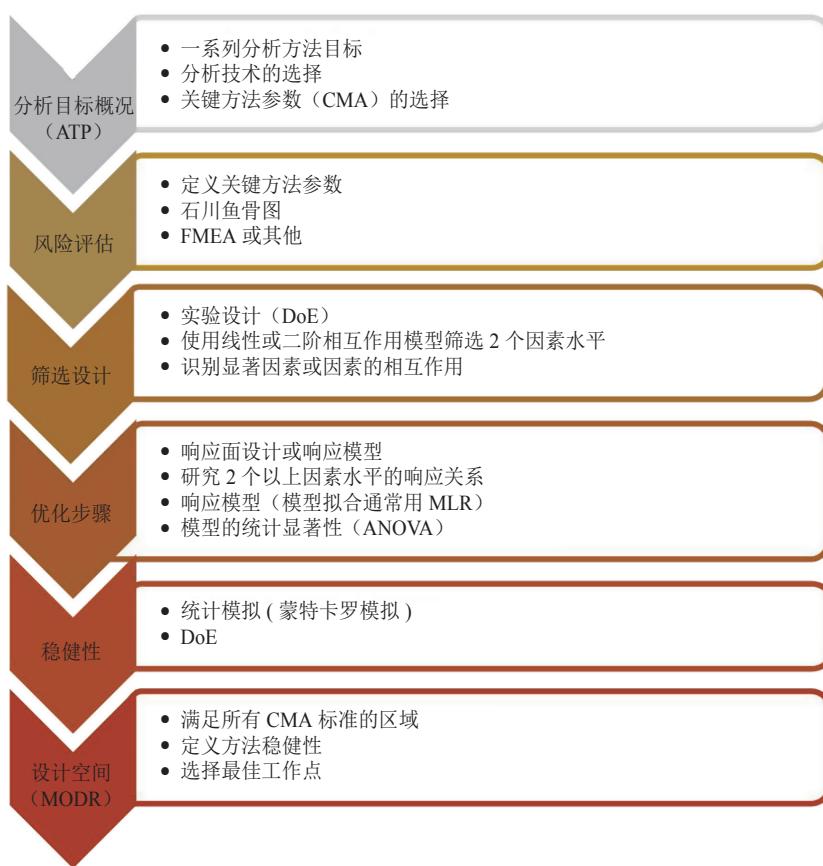 分析目标概况
（ATP）
• 一系列分析方法目标
• 分析技术的选择
• 关键方法参数（CMA）的选择
风险评估
• 定义关键方法参数
• 石川鱼骨图
• FMEA 或其他
筛选设计
• 实验设计（DoE）
• 使用线性或二阶相互作用模型筛选 2 个因素水平
• 识别显著因素或因素的相互作用
优化步骤
• 响应面设计或响应模型
• 研究 2 个以上因素水平的响应关系
• 响应模型（模型拟合通常用 MLR）
• 模型的统计显著性（ANOVA）
稳健性
• 统计模拟 ( 蒙特卡罗模拟 )
• DoE
设计空间
（MODR）
• 满足所有 CMA 标准的区域
• 定义方法稳健性
• 选择最佳工作点